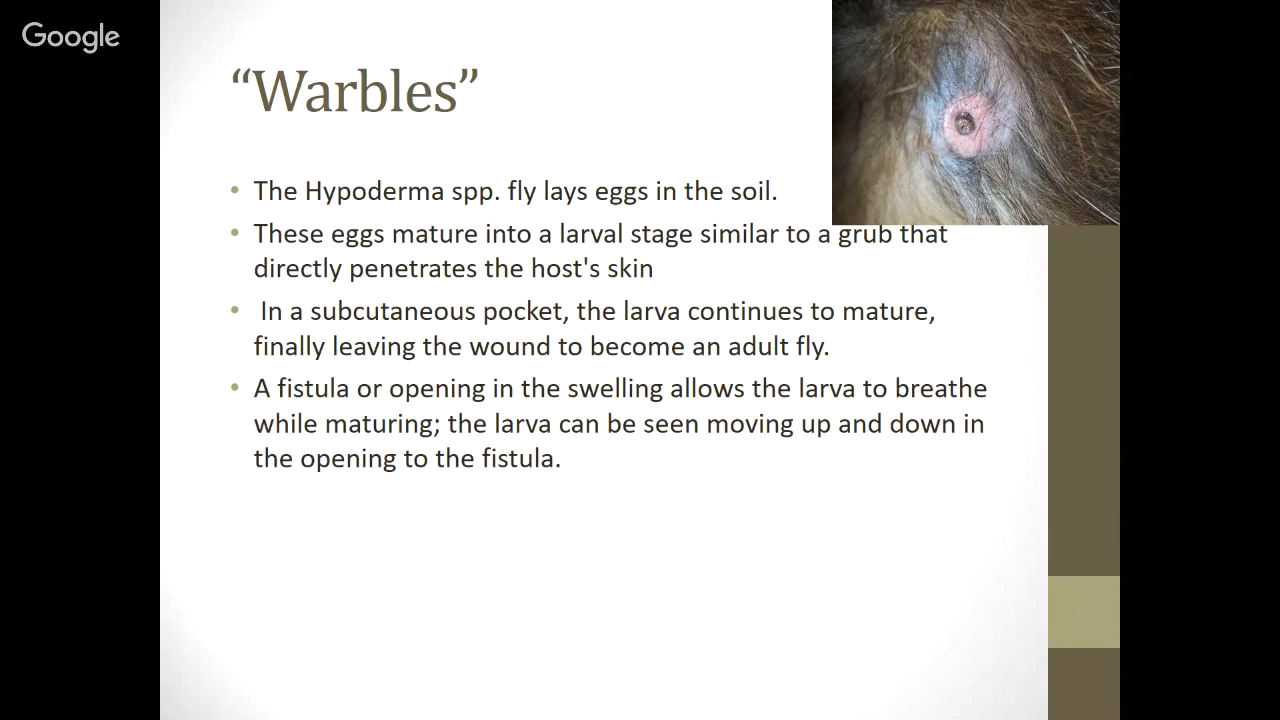 Google
“Warbles”
• The Hypoderma spp. fly lays eggs in the soil.
• These eggs mature into a larval stage similar to a grub that
directly penetrates the host's skin
• In a subcutaneous pocket, the larva continues to mature,
finally leaving the wound to become an adult fly.
• A fistula or opening in the swelling allows the larva to breathe
while maturing; the larva can be seen moving up and down in
the opening to the fistula.